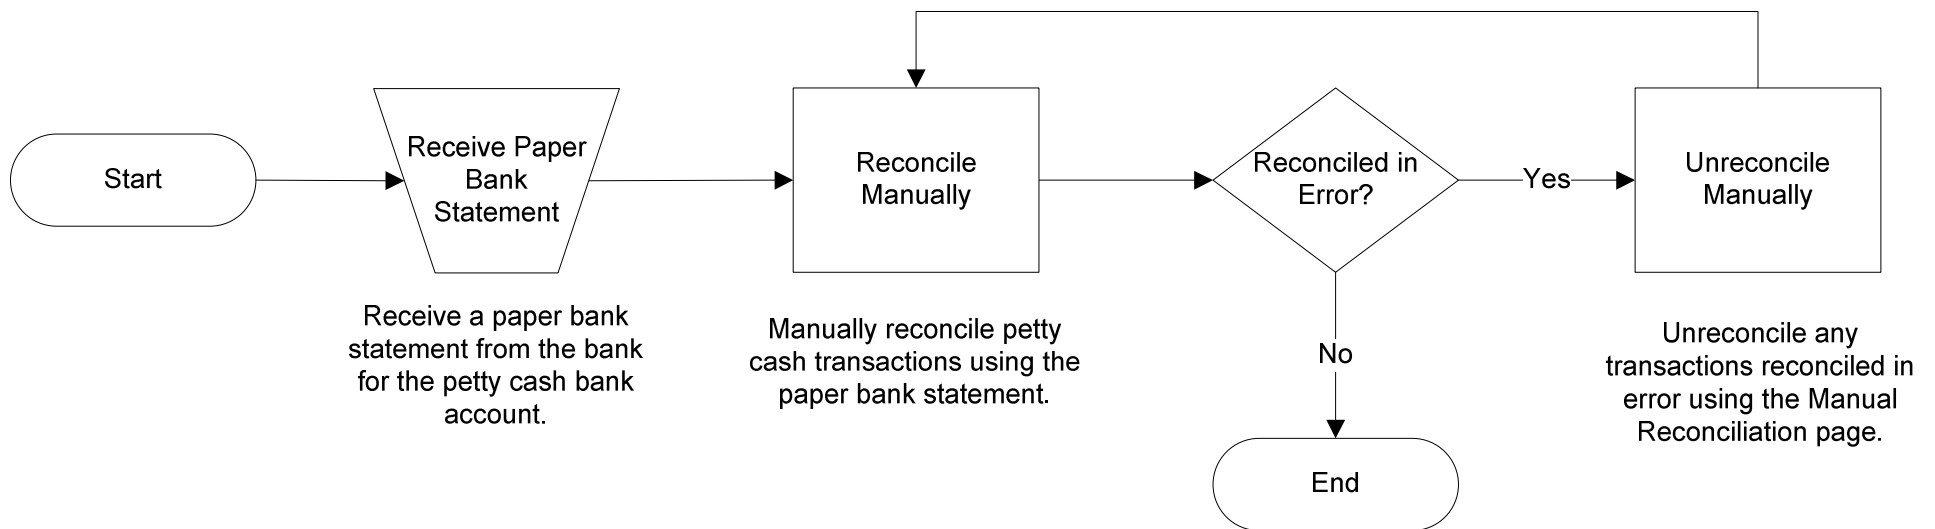 Start
Receive Paper
Bank
Statement
Reconcile
Manually
Reconciled in
Error?
Yes
Unreconcile
Manually
Receive a paper bank
statement from the bank
for the petty cash bank
account.
Manually reconcile petty
cash transactions using the
paper bank statement.
No
Unreconcile any
transactions reconciled in
error using the Manual
Reconciliation page.
End